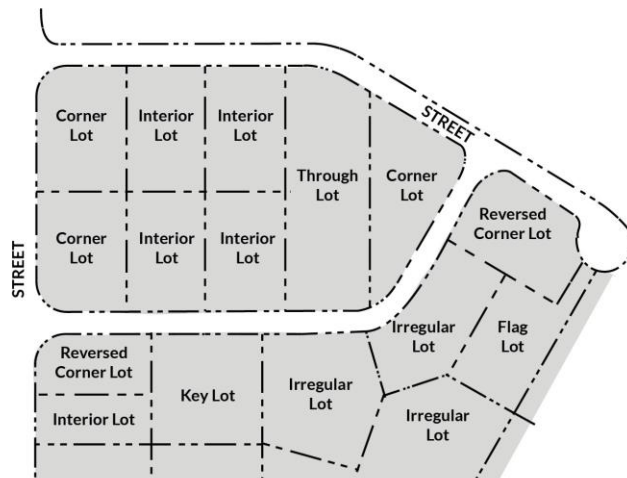 STREET
Corner
Lot
Interior
Lot
Interior
Lot
Through
Lot
Corner
Lot
Reversed
Corner Lot
Corner
Lot
Interior
Lot
Interior
Lot
STREET
Irregular
Lot
Flag
Lot
Reversed
Corner Lot
Interior Lot
Key Lot
Irregular
Lot
Irregular
Lot